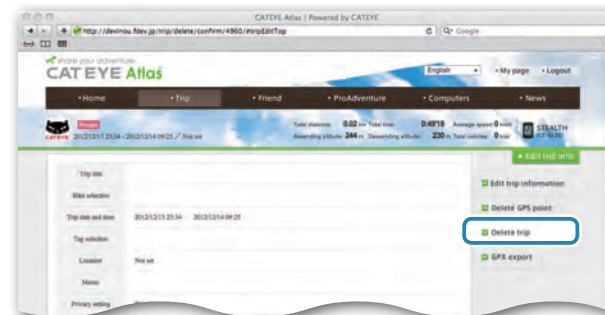 CATEYE Atlas | Powered by CATEYE
http://devinou.fdev.jp/trip/delete/confirm/4960/#tripEditTop
Google
share your adventure
CATEYE Atlas
English
My page
Logout
Home
Trip
Friend
ProAdventure
Computers
News
Private
CATEYE
2012/12/13 23:34 - 2012/12/14 09:25 / Not set
Total distance 0.02 km Total time 0:49'16 Average speed 0 km/h
Ascending altitude 244 m Descending altitude 230 m Total calories 0 kcal
STEALTH
Edit trip info
Trip title
Bike selection
Trip date and time 2012/12/13 23:34 2012/12/14 09:25
Tag selection
Location Not set
Memo
Privacy setting
Edit trip information
Delete GPS point
Delete trip
GPX export